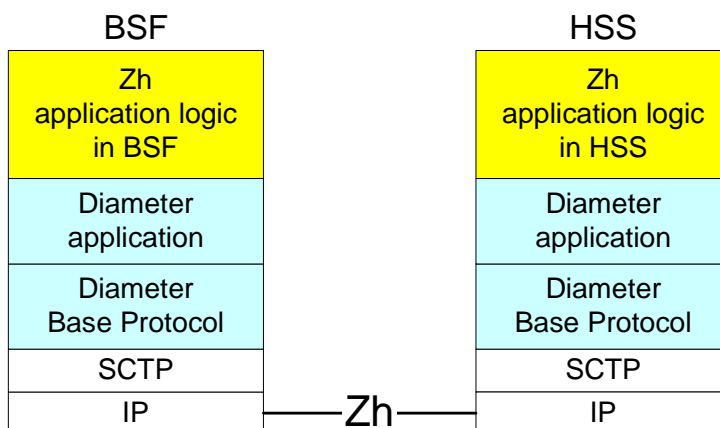 BSF
HSS
Zh
application logic
in BSF
Zh
application logic
in HSS
Diameter
application
Diameter
application
Diameter
Base Protocol
Diameter
Base Protocol
SCTP
SCTP
IP
Zh
IP